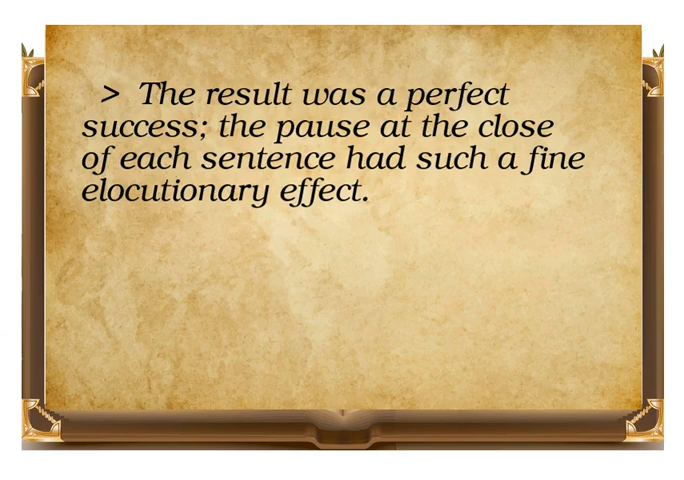 > The result was a perfect
success; the pause at the close
of each sentence had such a fine
elocutionary effect.